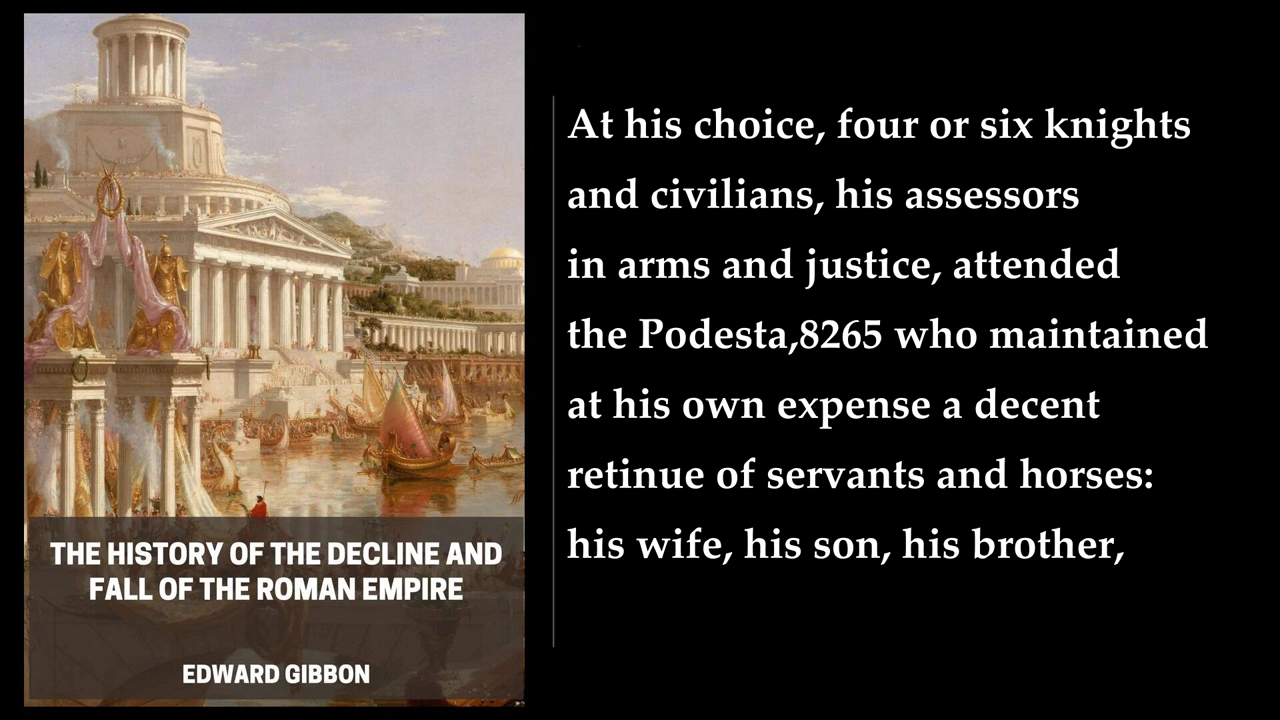 THE HISTORY OF THE DECLINE AND
FALL OF THE ROMAN EMPIRE
EDWARD GIBBON
At his choice, four or six knights
and civilians, his assessors
in arms and justice, attended
the Podesta,8265 who maintained
at his own expense a decent
retinue of servants and horses:
his wife, his son, his brother,